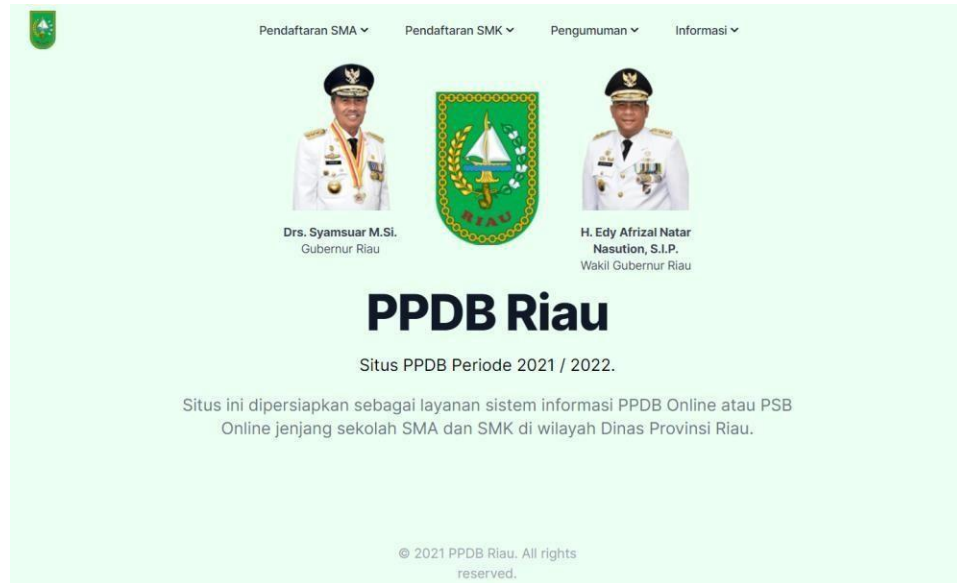 Pendaftaran SMA
Pendaftaran SMK
Pengumuman
Informasi
RIAU
Drs. Syamsuar M.Si.
Gubernur Riau
H. Edy Afrizal Natar
Nasution, S.I.P.
Wakil Gubernur Riau
PPDB Riau
Situs PPDB Periode 2021 / 2022.
Situs ini dipersiapkan sebagai layanan sistem informasi PPDB Online atau PSB
Online jenjang sekolah SMA dan SMK di wilayah Dinas Provinsi Riau.
© 2021 PPDB Riau. All rights
reserved.